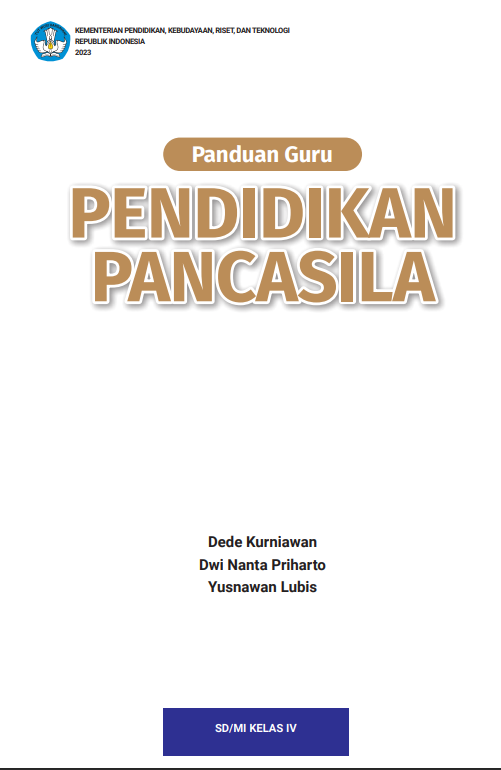 KEMENTERIAN PENDIDIKAN, KEBUDAYAAN, RISET, DAN TEKNOLOGI
REPUBLIK INDONESIA
2023
Panduan Guru
PENDIDIKAN
PANCASILA
Dede Kurniawan
Dwi Nanta Priharto
Yusnawan Lubis
SD/MI KELAS IV